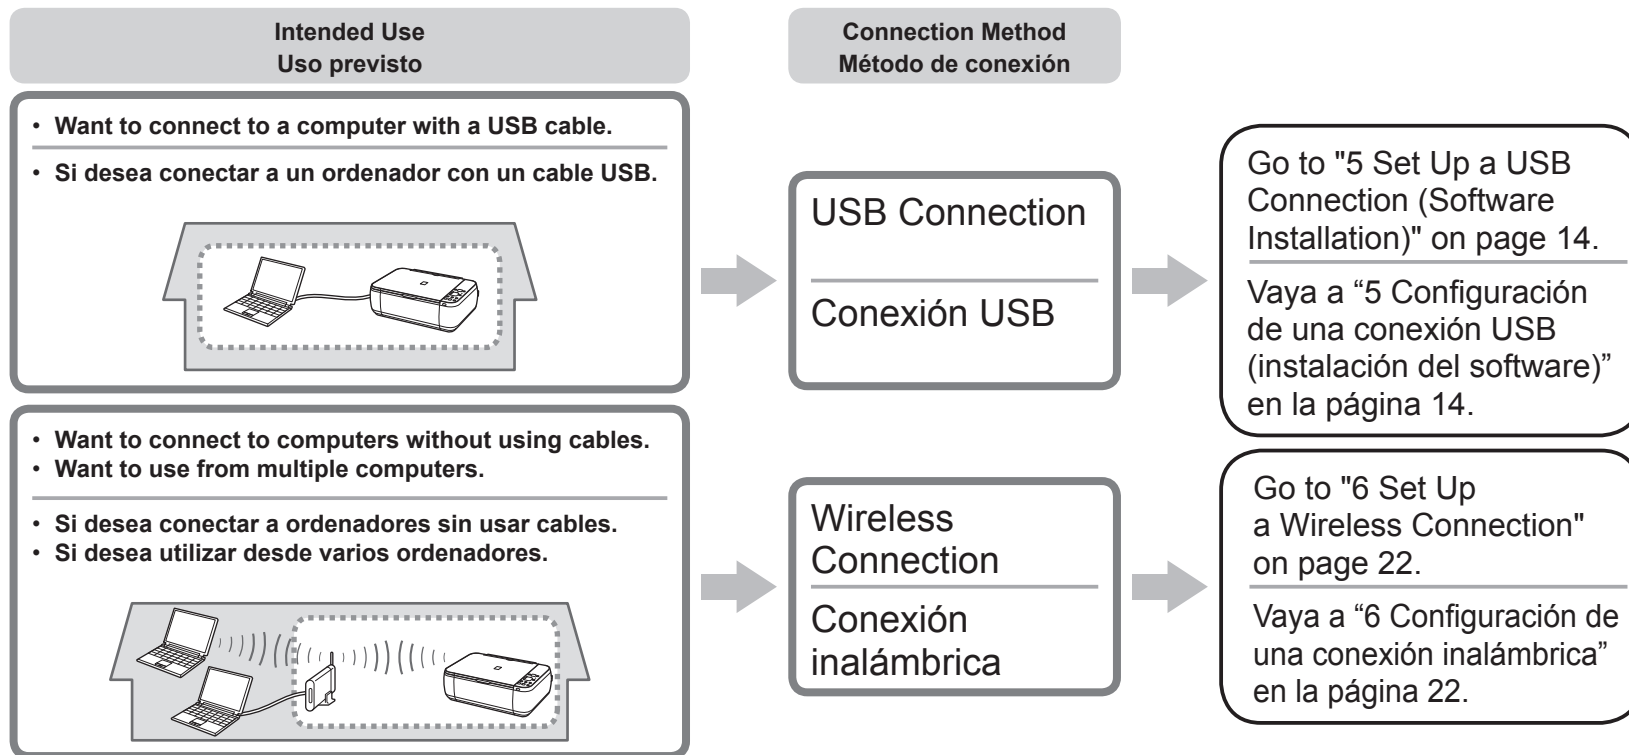 Intended Use
Uso previsto
Connection Method
Método de conexión
• Want to connect to a computer with a USB cable.
• Si desea conectar a un ordenador con un cable USB.
USB Connection
Conexión USB
Go to "5 Set Up a USB
Connection (Software
Installation)" on page 14.
Vaya a “5 Configuración
de una conexión USB
(instalación del software)”
en la página 14.
• Want to connect to computers without using cables.
• Want to use from multiple computers.
• Si desea conectar a ordenadores sin usar cables.
• Si desea utilizar desde varios ordenadores.
Wireless
Connection
Conexión
inalámbrica
Go to "6 Set Up
a Wireless Connection"
on page 22.
Vaya a “6 Configuración de
una conexión inalámbrica”
en la página 22.